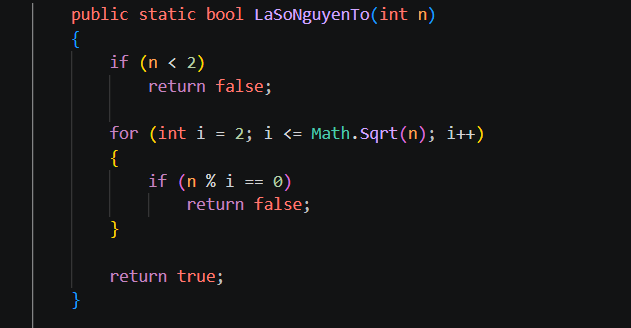 public static bool LaSoNguyenTo(int n)
{
if (n < 2)
return false;
for (int i = 2; i <= Math.Sqrt(n); i++)
{
if (n % i == 0)
return false;
}
return true;
}